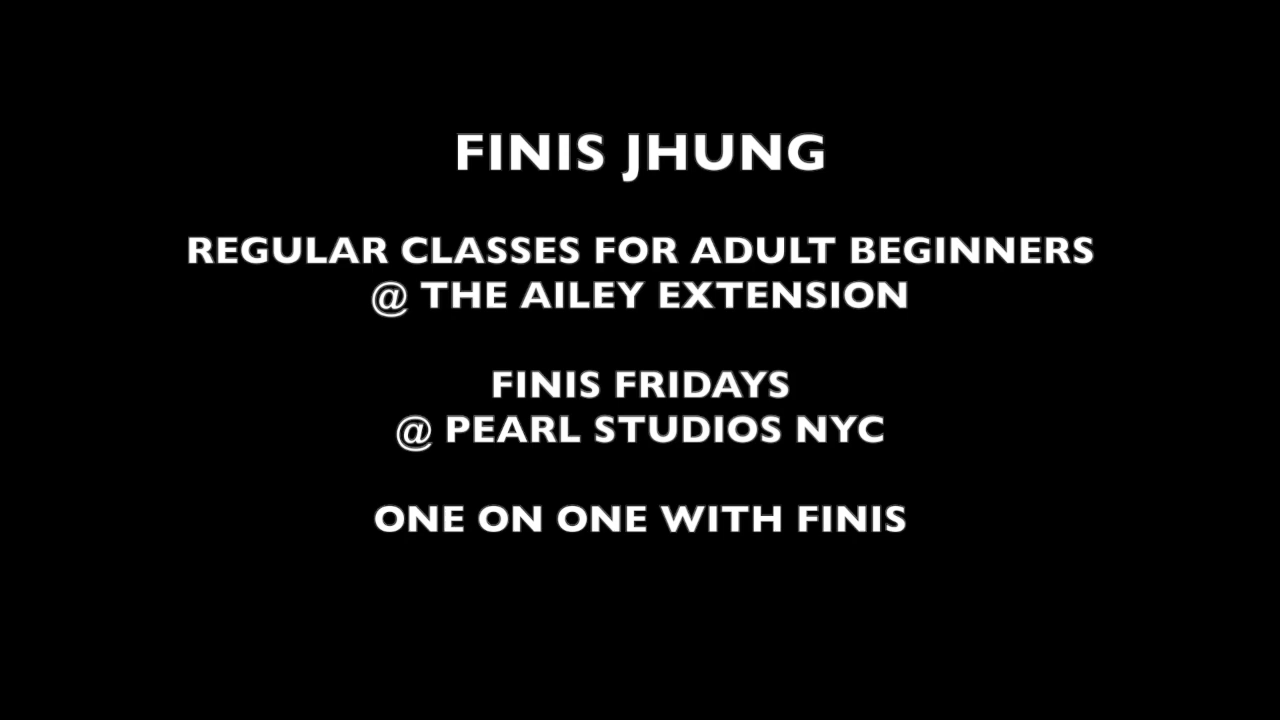 FINIS JHUNG
REGULAR CLASSES FOR ADULT BEGINNERS
@ THE AILEY EXTENSION
FINIS FRIDAYS
@ PEARL STUDIOS NYC
ONE ON ONE WITH FINIS